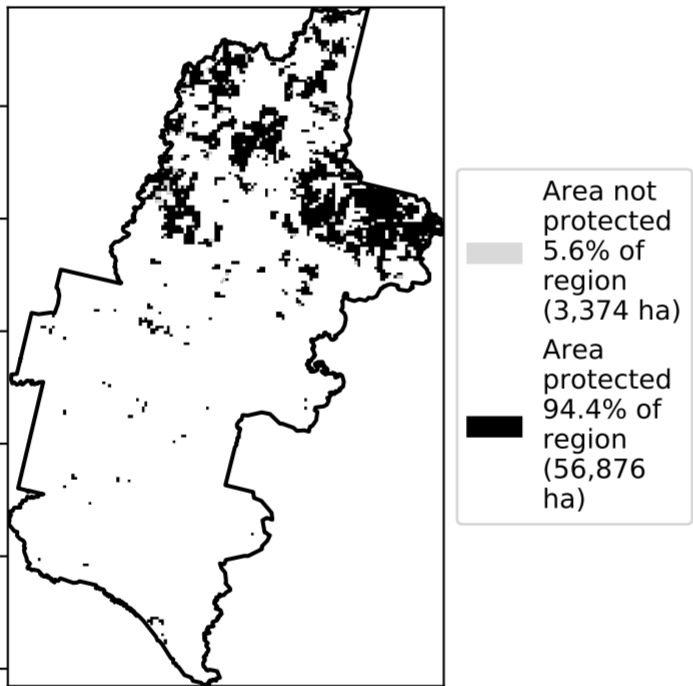 Area not
protected
5.6% of
region
(3,374 ha)
Area
protected
94.4% of
region
(56,876
ha)